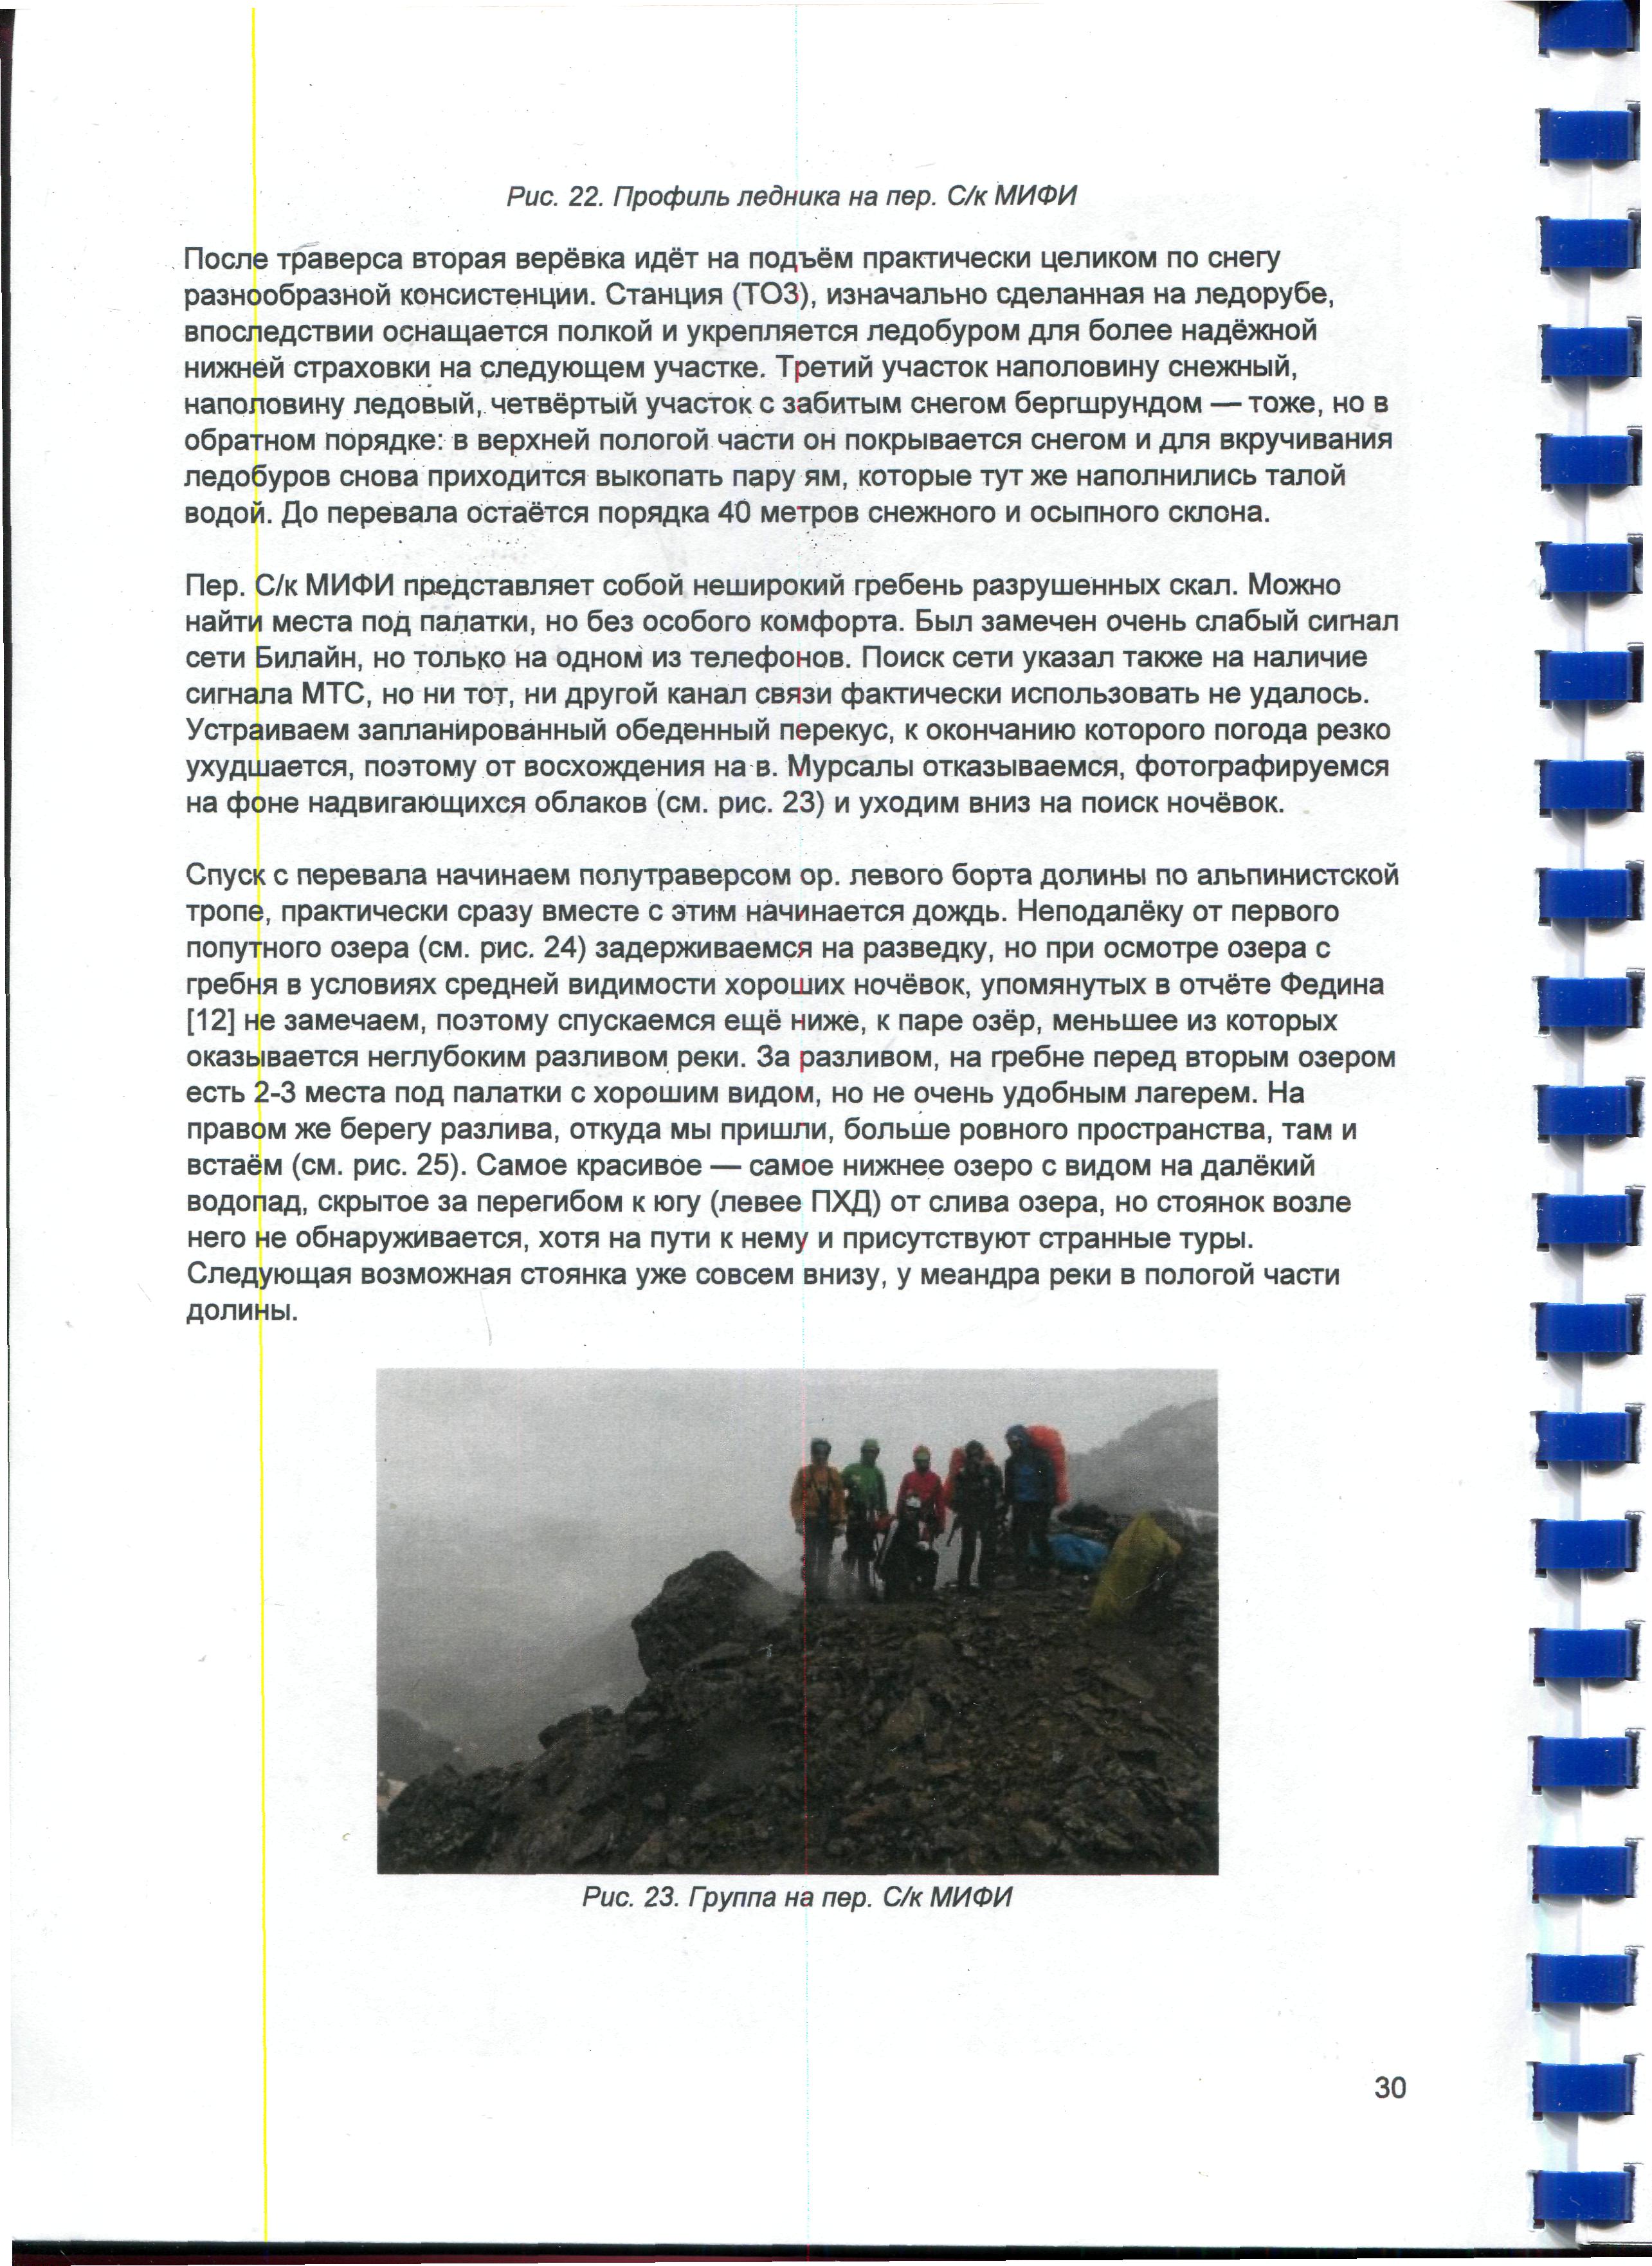 Рис. 22. Профиль ледника на пер. С/к МИФИ
После траверса вторая верёвка идёт на подъём практически целиком по снегу
разнообразной консистенции. Станция (ТОЗ), изначально сделанная на ледорубе,
впоследствии оснащается полкой и укрепляется ледобуром для более надёжной
нижней страховки на следующем участке. Третий участок наполовину снежный,
наполовину ледовый, четвёртый участок с забитым снегом бергшрундом — тоже, но в
обратном порядке: в верхней пологой части он покрывается снегом и для вкручивания
ледобуров снова приходится выкопать пару ям, которые тут же наполнились талой
водой. До перевала остаётся порядка 40 метров снежного и осыпного склона.
Пер. С/к МИФИ представляет собой неширокий гребень разрушенных скал. Можно
найти места под палатки, но без особого комфорта. Был замечен очень слабый сигнал
сети Билайн, но только на одном из телефонов. Поиск сети указал также на наличие
сигнала МТС, но ни тот, ни другой канал связи фактически использовать не удалось.
Устраиваем запланированный обеденный перекус, к окончанию которого погода резко
ухудшается, поэтому от восхождения на в. Мурсалы отказываемся, фотографируемся
на фоне надвигающихся облаков (см. рис. 23) и уходим вниз на поиск ночёвок.
Спуск с перевала начинаем полутраверсом ор. левого борта долины по альпинистской
тропе, практически сразу вместе с этим начинается дождь. Неподалёку от первого
попутного озера (см. рис. 24) задерживаемся на разведку, но при осмотре озера с
гребня в условиях средней видимости хороших ночёвок, упомянутых в отчёте Федина
[12] не замечаем, поэтому спускаемся ещё ниже, к паре озёр, меньшее из которых
оказывается неглубоким разливом реки. За разливом, на гребне перед вторым озером
есть 2-3 места под палатки с хорошим видом, но не очень удобным лагерем. На
правом же берегу разлива, откуда мы пришли, больше ровного пространства, там и
встаём (см. рис. 25). Самое красивое — самое нижнее озеро с видом на далёкий
водопад, скрытое за перегибом к югу (левее ПХД) от слива озера, но стоянок возле
него не обнаруживается, хотя на пути к нему и присутствуют странные туры.
Следующая возможная стоянка уже совсем внизу, у меандра реки в пологой части
долины.
Рис. 23. Группа на пер. С/к МИФИ
30